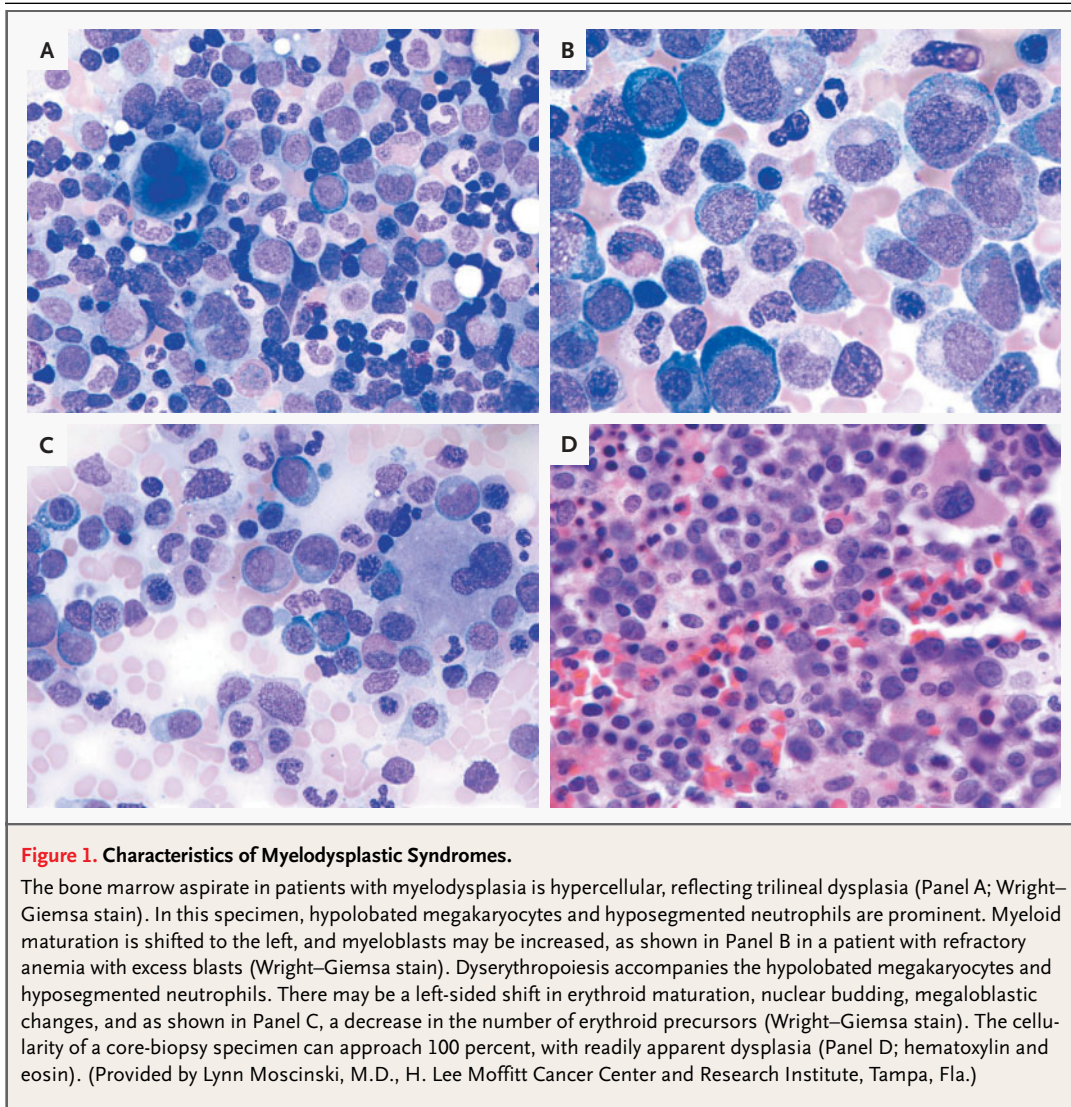 A
B
C
D
Figure 1. Characteristics of Myelodysplastic Syndromes.
The bone marrow aspirate in patients with myelodysplasia is hypercellular, reflecting trilineal dysplasia (Panel A; Wright–
Giemsa stain). In this specimen, hypolobated megakaryocytes and hyposegmented neutrophils are prominent. Myeloid
maturation is shifted to the left, and myeloblasts may be increased, as shown in Panel B in a patient with refractory
anemia with excess blasts (Wright–Giemsa stain). Dyserythropoiesis accompanies the hypolobated megakaryocytes and
hyposegmented neutrophils. There may be a left-sided shift in erythroid maturation, nuclear budding, megaloblastic
changes, and as shown in Panel C, a decrease in the number of erythroid precursors (Wright–Giemsa stain). The cellu-
larity of a core-biopsy specimen can approach 100 percent, with readily apparent dysplasia (Panel D; hematoxylin and
eosin). (Provided by Lynn Moscinski, M.D., H. Lee Moffitt Cancer Center and Research Institute, Tampa, Fla.)